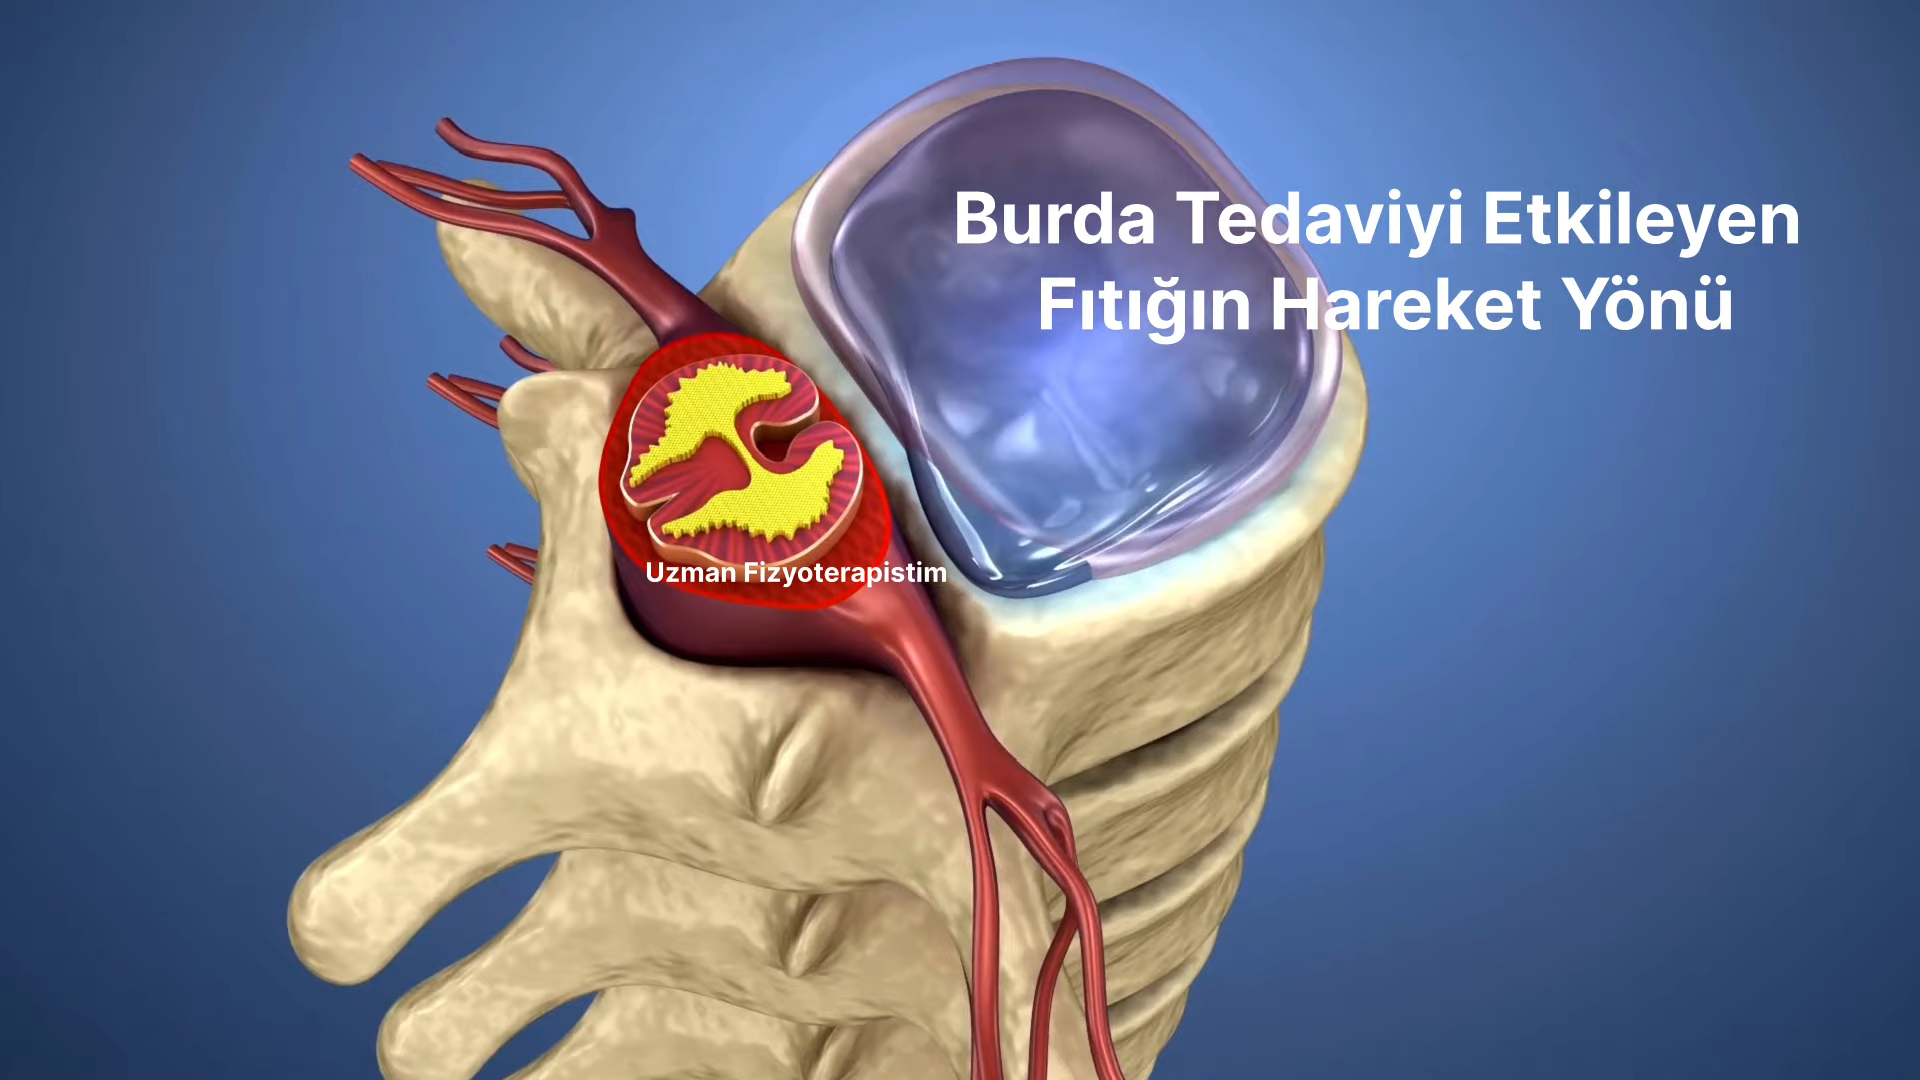 Burda Tedaviyi Etkileyen
Fıtığın Hareket Yönü
Uzman Fizyoterapistim